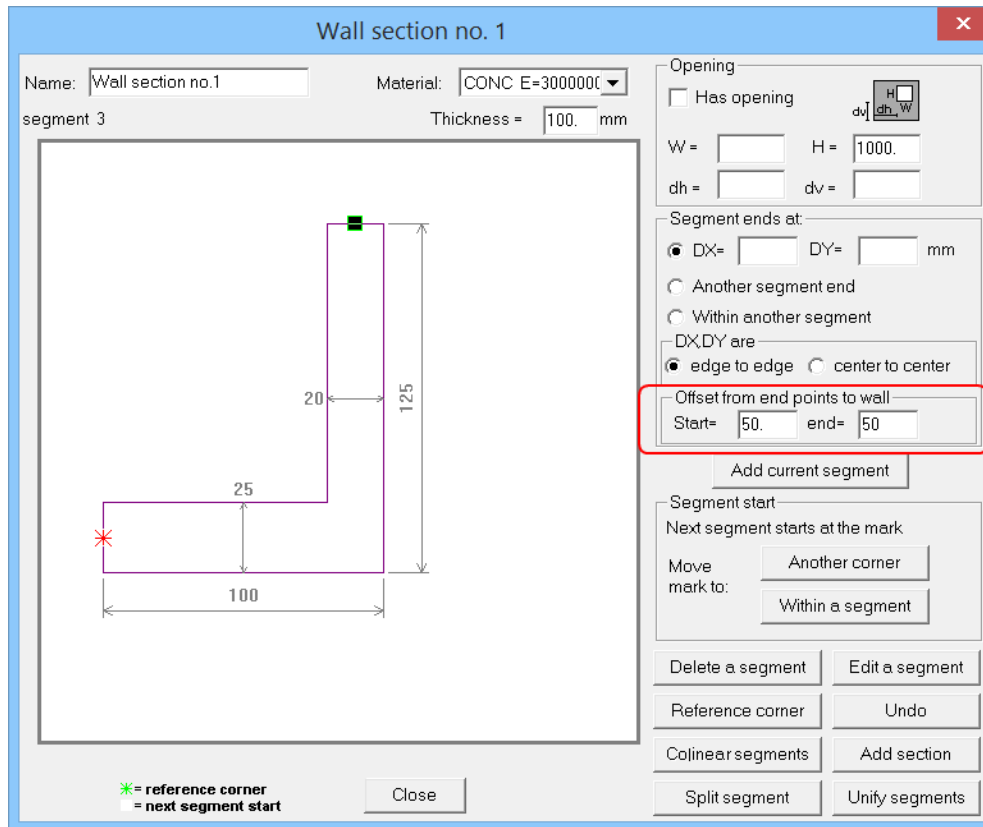 Wall section no. 1
x
Name: Wall section no.1 Material: CONC E=3000000
segment 3 Thickness = 100. mm
20
125
25
100
*= reference corner
= next segment start
Close
Opening
Has opening
H
dv dh W
W = H = 1000.
dh = dv =
Segment ends at:
DX= DY= mm
Another segment end
Within another segment
DX,DY are
edge to edge center to center
Offset from end points to wall
Start= 50. end= 50
Add current segment
Segment start
Next segment starts at the mark
Move mark to:
Another corner
Within a segment
Delete a segment Edit a segment
Reference corner Undo
Colinear segments Add section
Split segment Unify segments